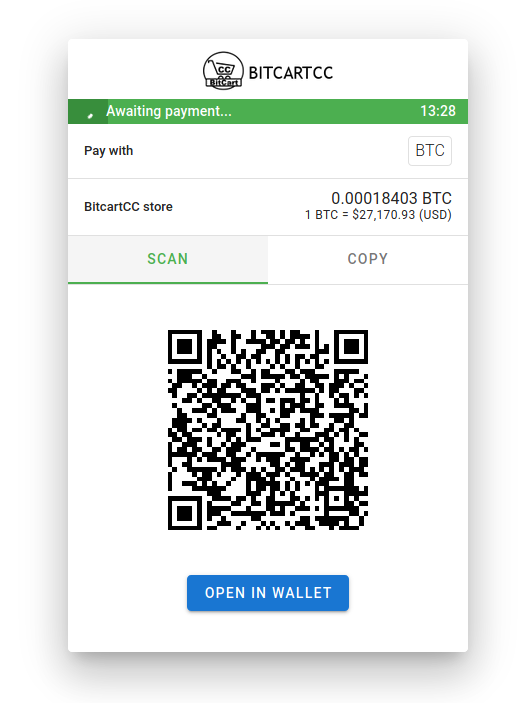 CC
BitCart
BITCARTCC
Awaiting payment... 13:28
Pay with BTC
BitcartCC store 0.00018403 BTC
1 BTC = $27,170.93 (USD)
SCAN COPY
OPEN IN WALLET